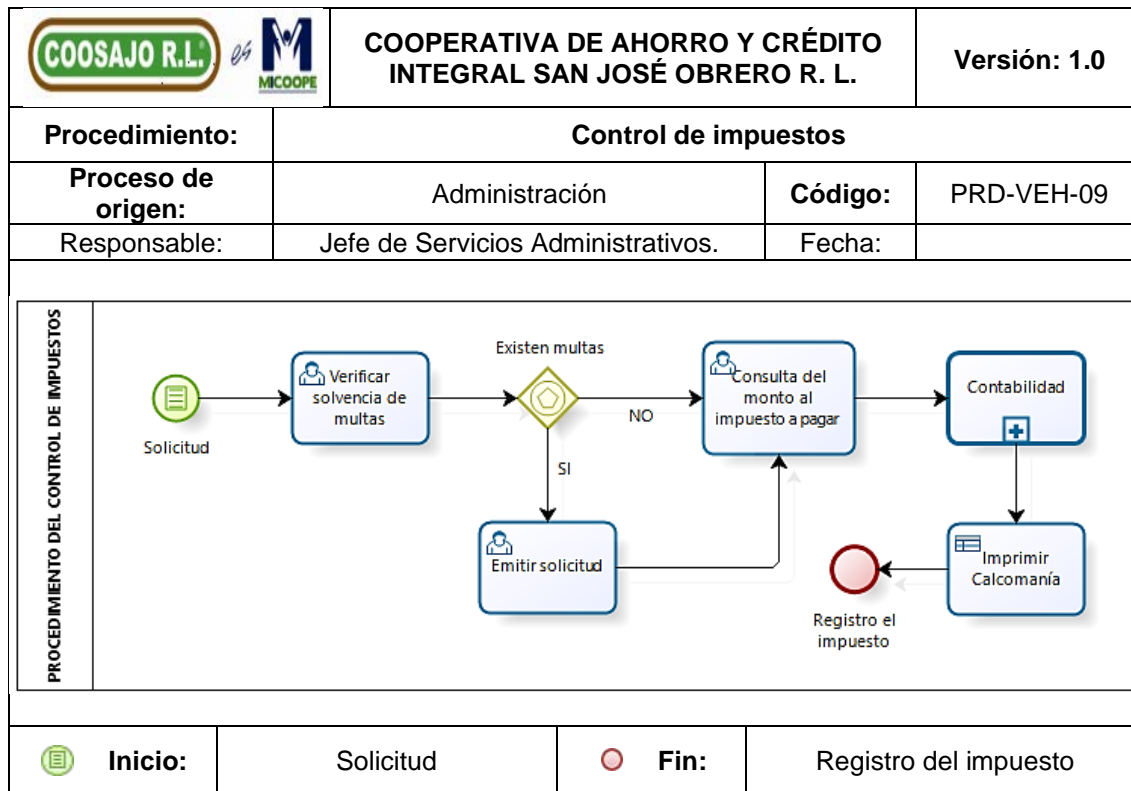 COOSAJO R.L.® es MICOOPE
COOPERATIVA DE AHORRO Y CRÉDITO
INTEGRAL SAN JOSÉ OBRERO R. L.
Versión: 1.0
Procedimiento:
Control de impuestos
Proceso de
origen:
Administración
Código:
PRD-VEH-09
Responsable:
Jefe de Servicios Administrativos.
Fecha:
PROCEDIMIENTO DEL CONTROL DE IMPUESTOS
Solicitud
Verificar
solvencia de
multas
Existen multas
NO
SI
Emitir solicitud
Consulta del
monto al
impuesto a pagar
Contabilidad
Imprimir
Calcomanía
Registro el
impuesto
Inicio:
Solicitud
Fin:
Registro del impuesto